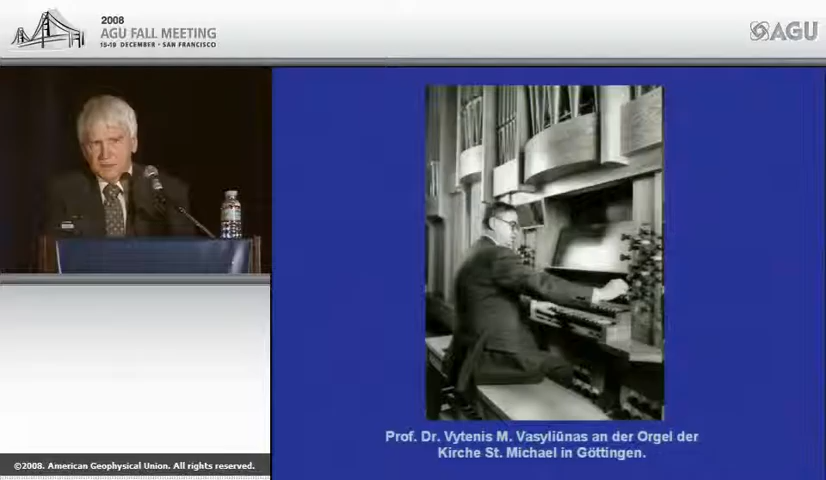 2008
AGU FALL MEETING
15-19 DECEMBER • SAN FRANCISCO
AGU
Prof. Dr. Vytenis M. Vasyliūnas an der Orgel der
Kirche St. Michael in Göttingen.
©2008. American Geophysical Union. All rights reserved.